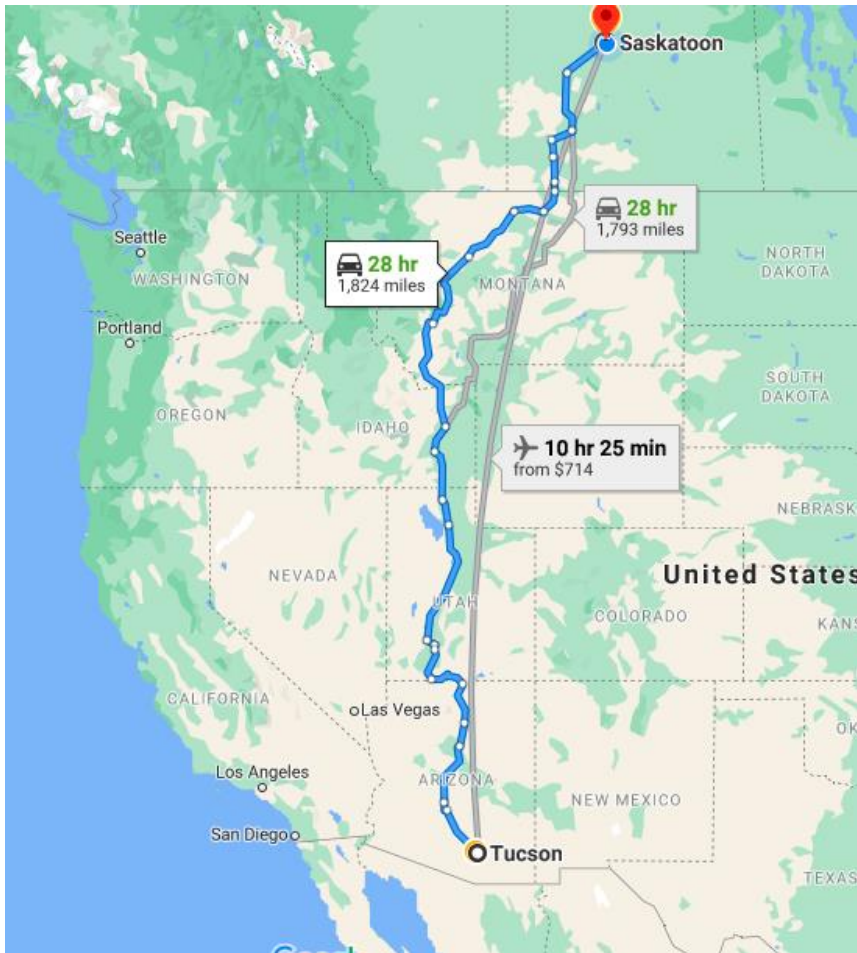 Saskatoon
28 hr
1,793 miles
Seattle
28 hr
1,824 miles
WASHINGTON
MONTANA
NORTH
DAKOTA
Portland
SOUTH
DAKOTA
OREGON
IDAHO
10 hr 25 min
from $714
NEBRASK
NEVADA
United States
UTAH
COLORADO
KANS
CALIFORNIA
Las Vegas
OK
Los Angeles
ARIZONA
NEW MEXICO
San Diego
Tucson
TEXAS